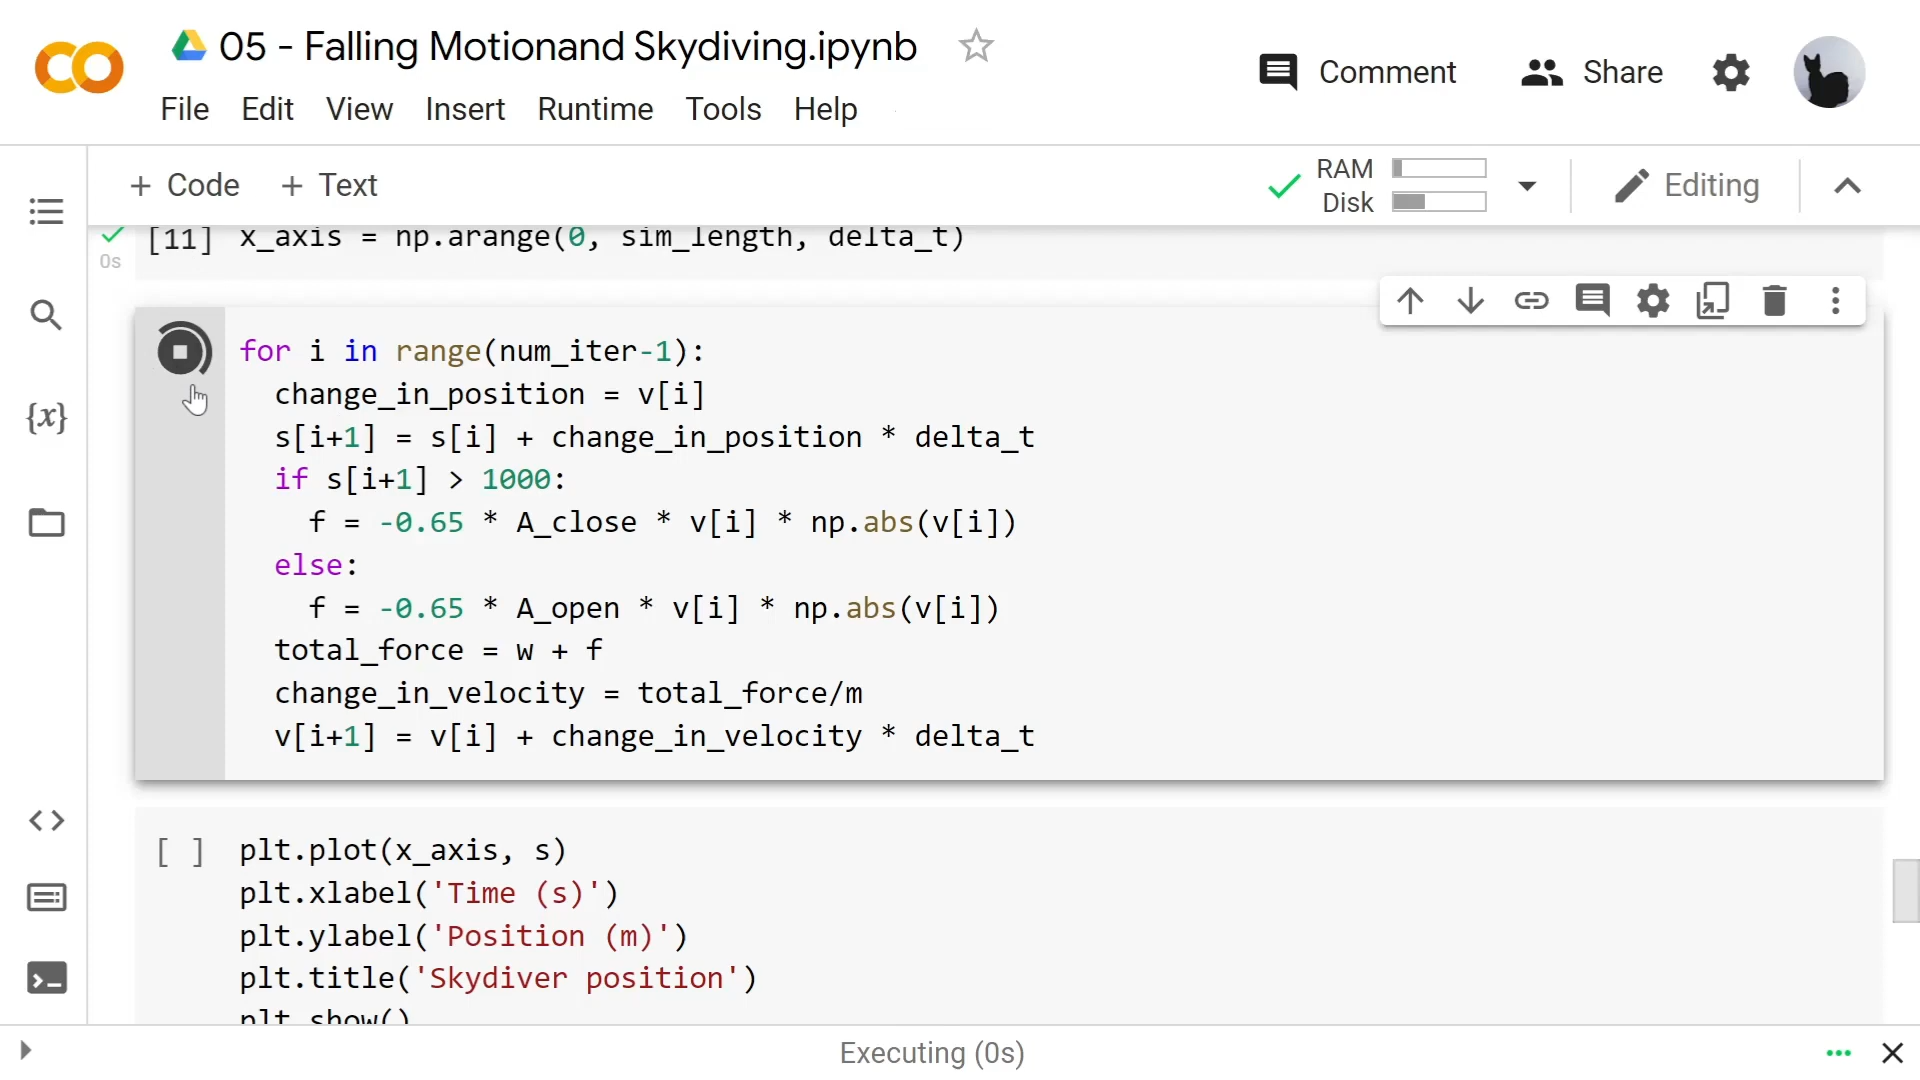 05 - Falling Motionand Skydiving.ipynb
Comment
Share
File Edit View Insert Runtime Tools Help
+ Code + Text
RAM
Disk
Editing
0s
[11] x_axis = np.arange(0, sim_length, delta_t)
{x}
for i in range(num_iter-1):
change_in_position = v[i]
s[i+1] = s[i] + change_in_position * delta_t
if s[i+1] > 1000:
f = -0.65 * A_close * v[i] * np.abs(v[i])
else:
f = -0.65 * A_open * v[i] * np.abs(v[i])
total_force = w + f
change_in_velocity = total_force/m
v[i+1] = v[i] + change_in_velocity * delta_t
[ ] plt.plot(x_axis, s)
plt.xlabel('Time (s)')
plt.ylabel('Position (m)')
plt.title('Skydiver position')
plt.show()
Executing (0s)